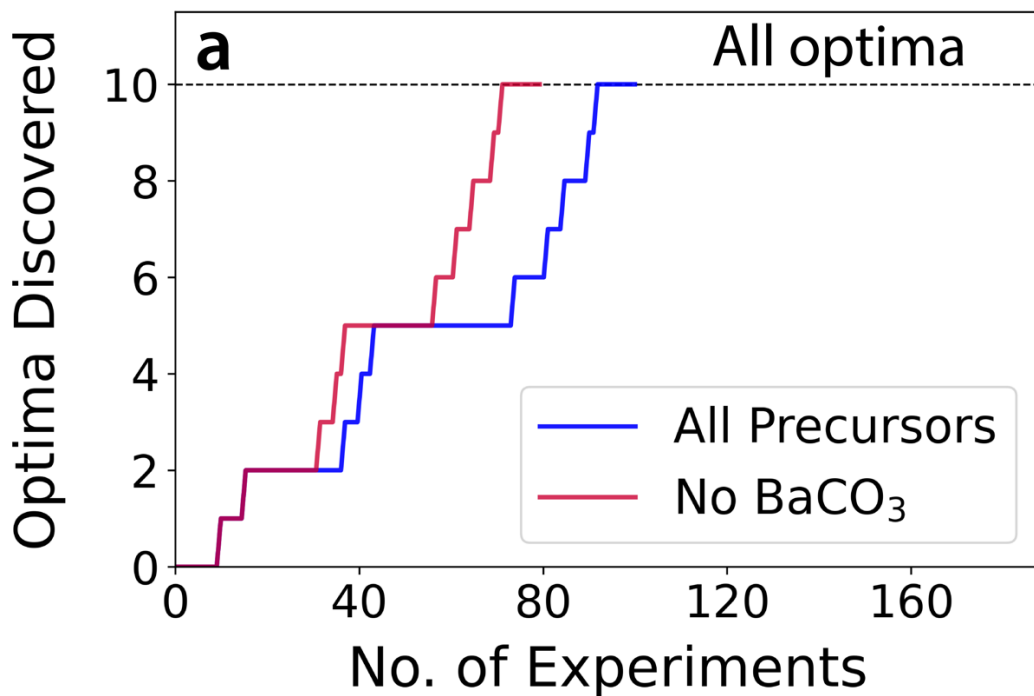 a
All optima
Optima Discovered
10
8
6
4
2
0
All Precursors
No BaCO₃
0 40 80 120 160
No. of Experiments